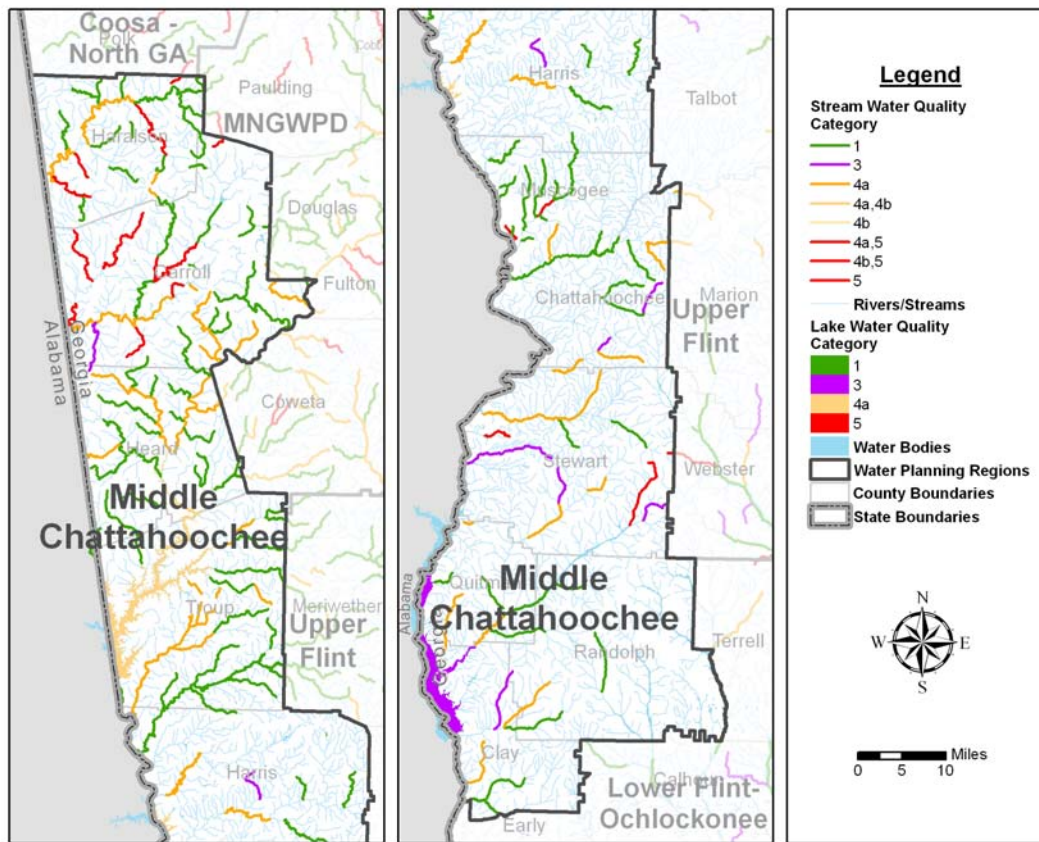 Coosa -
North GA
Polk
Cobb
Paulding
MNGWPD
Haralson
Douglas
Carroll
Fulton
Georgia
Alabama
Coweta
Heard
Middle
Chattahoochee
Troup
Meriwether
Upper
Flint
Harris
Harris
Talbot
Muscogee
Chattahoochee
Marion
Upper
Flint
Stewart
Webster
Quitman
Middle
Chattahoochee
Alabama
Georgia
Randolph
Terrell
Clay
Calhoun
Lower Flint-
Ochlockonee
Early
Legend
Stream Water Quality
Category
1
3
4a
4a,4b
4b
4a,5
4b,5
5
Rivers/Streams
Lake Water Quality
Category
1
3
4a
5
Water Bodies
Water Planning Regions
County Boundaries
State Boundaries
N
W
E
S
Miles
0 5 10